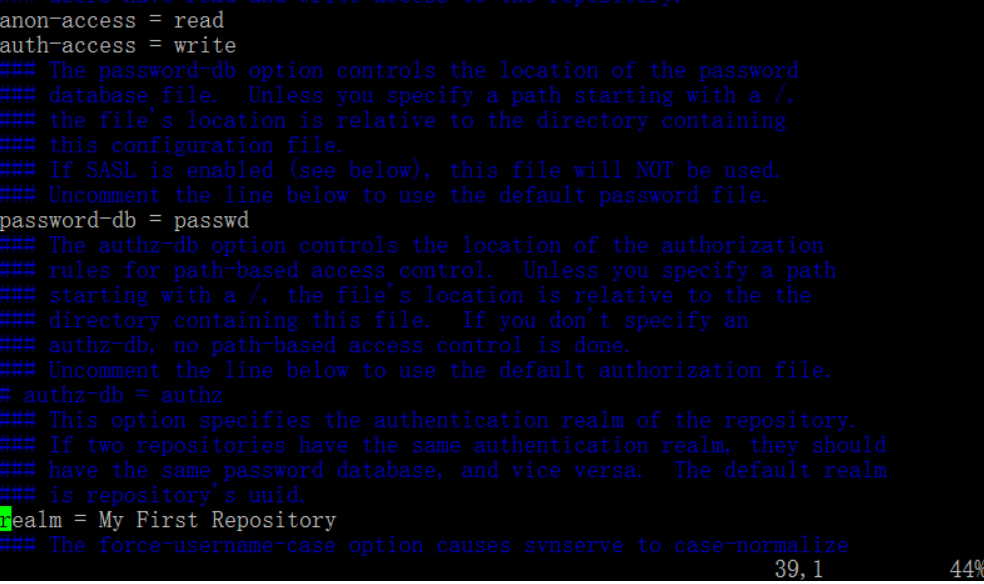 ### users have read and write access to the repository.
anon-access = read
auth-access = write
### The password-db option controls the location of the password
### database file.  Unless you specify a path starting with a /,
### the file's location is relative to the directory containing
### this configuration file.
### If SASL is enabled (see below), this file will NOT be used.
### Uncomment the line below to use the default password file.
password-db = passwd
### The authz-db option controls the location of the authorization
### rules for path-based access control.  Unless you specify a path
### starting with a /, the file's location is relative to the the
### directory containing this file.  If you don't specify an
### authz-db, no path-based access control is done.
### Uncomment the line below to use the default authorization file.
# authz-db = authz
### This option specifies the authentication realm of the repository.
### If two repositories have the same authentication realm, they should
### have the same password database, and vice versa.  The default realm
### is repository's uuid.
realm = My First Repository
### The force-username-case option causes svnserve to case-normalize
39,1 44%